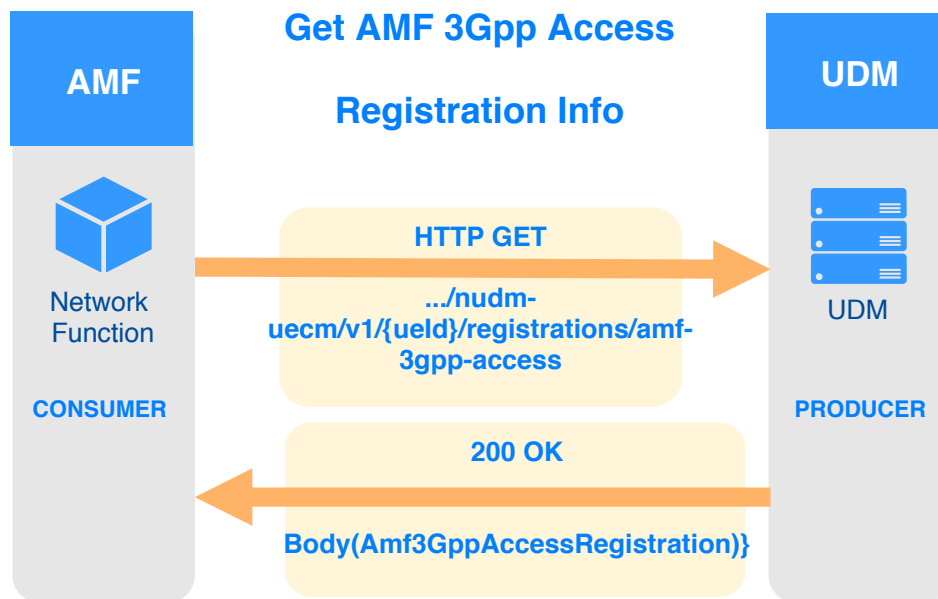 Get AMF 3Gpp Access
Registration Info
AMF
UDM
HTTP GET
.../nudm-
uecm/v1/{ueId}/registrations/amf-
3gpp-access
Network
Function
UDM
CONSUMER
PRODUCER
200 OK
Body(Amf3GppAccessRegistration)}